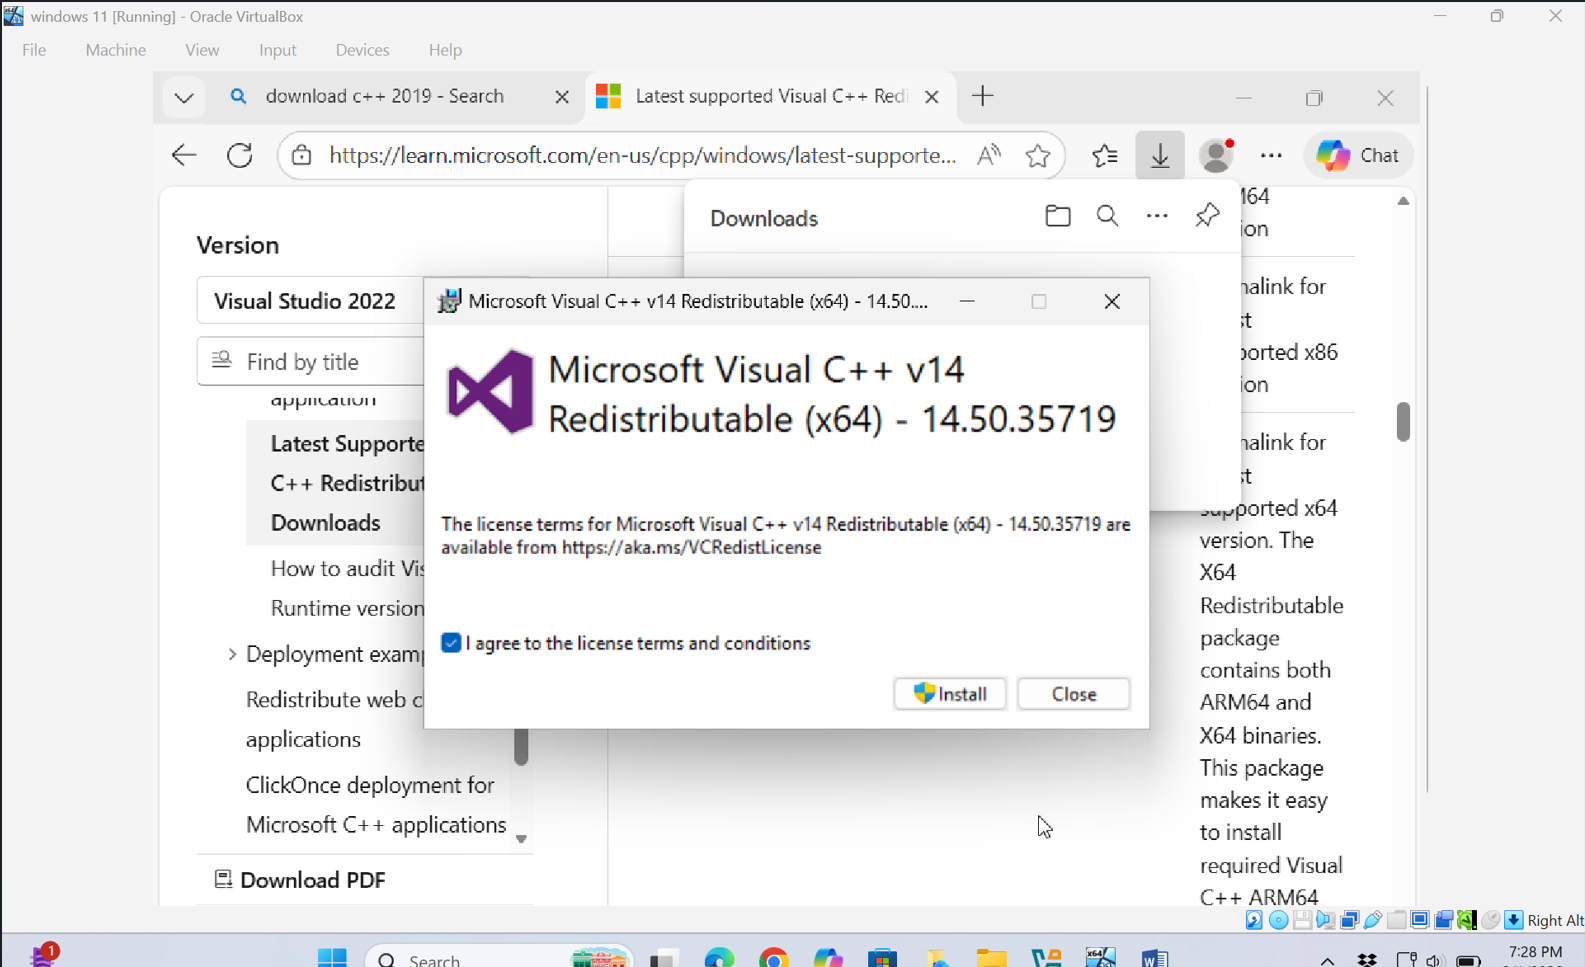 windows 11 [Running] - Oracle VirtualBox
File Machine View Input Devices Help
download c++ 2019 - Search
Latest supported Visual C++ Redi
https://learn.microsoft.com/en-us/cpp/windows/latest-supporte...
Chat
Downloads
Version
Visual Studio 2022
Find by title
application
Latest Supporte
C++ Redistribut
Downloads
How to audit Vis
Runtime version
Deployment examp
Redistribute web c
applications
ClickOnce deployment for
Microsoft C++ applications
Download PDF
Microsoft Visual C++ v14 Redistributable (x64) - 14.50....
Microsoft Visual C++ v14
Redistributable (x64) - 14.50.35719
The license terms for Microsoft Visual C++ v14 Redistributable (x64) - 14.50.35719 are
available from https://aka.ms/VCRedistLicense
I agree to the license terms and conditions
Install
Close
M64
ion
malink for
st
ported x86
ion
malink for
st
supported x64
version. The
X64
Redistributable
package
contains both
ARM64 and
X64 binaries.
This package
makes it easy
to install
required Visual
C++ ARM64
Right Alt
1
Search
x64
7:28 PM